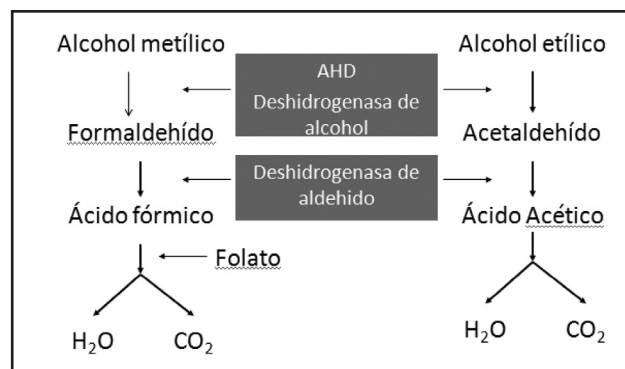 Alcohol metílico
Alcohol etílico
AHD
Deshidrogenasa de
alcohol
Formaldehído
Acetaldehído
Deshidrogenasa de
aldehido
Ácido fórmico
Ácido Acético
Folato
H₂O
CO₂
H₂O
CO₂